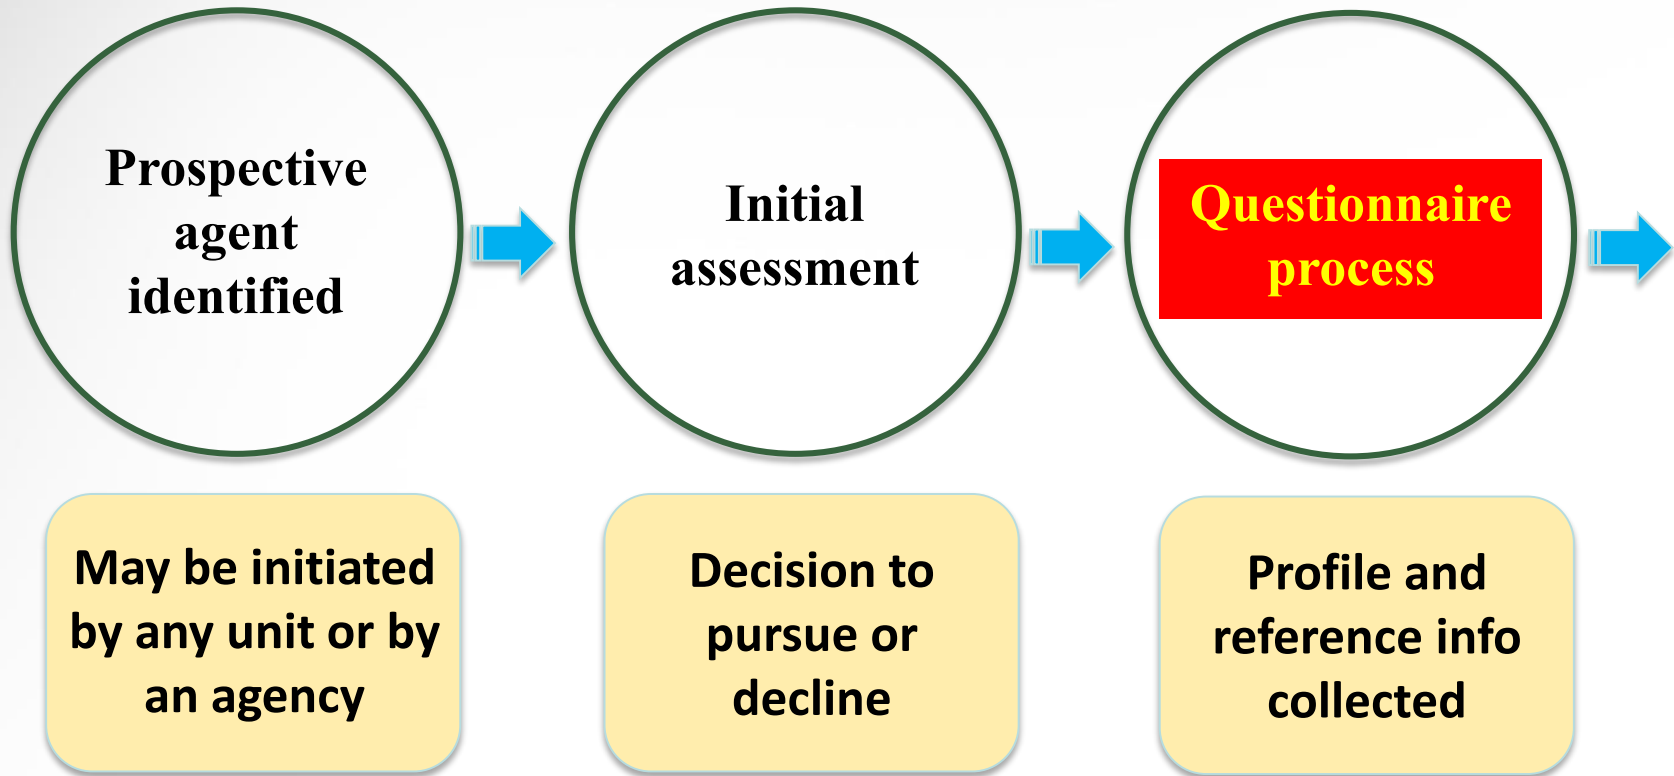 Prospective
agent
identified
Initial
assessment
Questionnaire
process
May be initiated
by any unit or by
an agency
Decision to
pursue or
decline
Profile and
reference info
collected